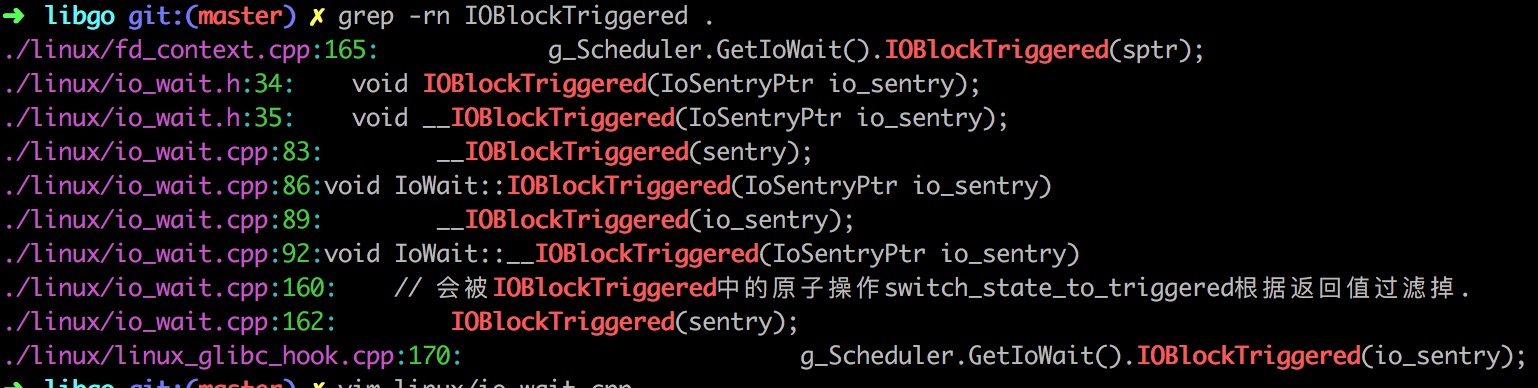 ➜ libgo git:(master) ✗ grep -rn IOBlockTriggered .
./linux/fd_context.cpp:165:            g_Scheduler.GetIoWait().IOBlockTriggered(sptr);
./linux/io_wait.h:34:    void IOBlockTriggered(IoSentryPtr io_sentry);
./linux/io_wait.h:35:    void __IOBlockTriggered(IoSentryPtr io_sentry);
./linux/io_wait.cpp:83:        __IOBlockTriggered(sentry);
./linux/io_wait.cpp:86:void IoWait::IOBlockTriggered(IoSentryPtr io_sentry)
./linux/io_wait.cpp:89:        __IOBlockTriggered(io_sentry);
./linux/io_wait.cpp:92:void IoWait::__IOBlockTriggered(IoSentryPtr io_sentry)
./linux/io_wait.cpp:160:    // 会被IOBlockTriggered中的原子操作switch_state_to_triggered根据返回值过滤掉.
./linux/io_wait.cpp:162:        IOBlockTriggered(sentry);
./linux/linux_glibc_hook.cpp:170:                    g_Scheduler.GetIoWait().IOBlockTriggered(io_sentry);
➜ libgo git:(master) ✗ vim linux/io_wait.cpp